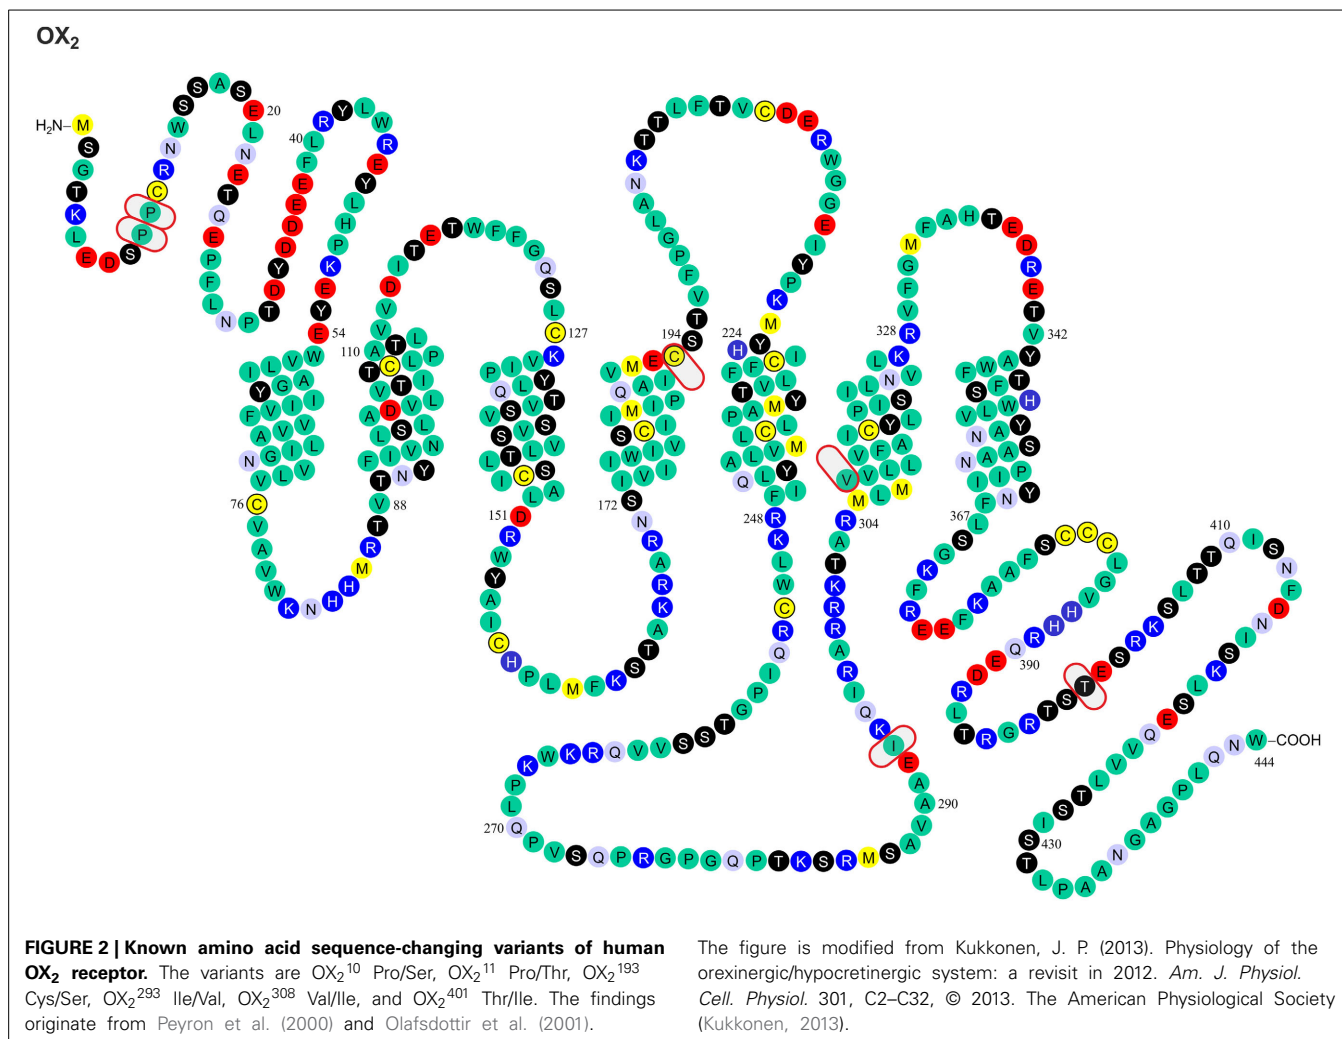 OX2
H2N– M S G T K L E D S P P C R N W S S A S E L N E T Q E P F L N P T D Y D D E E F L R Y L W R E Y L H P K E Y E
20
40
54
I L V W
Y G A
F V I I
A V V
N G I L
V L V
76
C V A V W K N H H M R T V T
88
110
A T L
T C L P
V T I
A D V L
L S L
F I V N
T N Y
V V D I T E T W F F G Q S L C
127
P I V K
Q L Y
V S V T
S V S
L T L V
I C S
L A
151
D R W Y A I C H P L M F K S T A K R A R N S
172
V M E C
Q A I
I M I P
S C I V
I W I
I V I
194
S T V F P G L A N K T T L F T V C D E R W G G E I Y P K M Y H
224
F F C I
T V L
P A M Y
L C L
A L V M
Q L Y
F I
248
R K L W C R Q I P G T S S V V Q R K W K P L Q P V S Q P R G P G Q P T K S R M S A V A A E I K Q I R A R R K T A R
270
290
304
L K
I L N V
P I S
I C Y L
V F A
V V L L
M L M
328
R V F G M F A H T E D R E T V
342
F W A Y
S F T
V L W H
N A Y
N A A S
I I P
F N Y
367
L S G K F R E E F K A A F S C C C L G V H H R Q E D R L T R G R T S T E S R K S L T T Q I S N F D N I S K L S E Q V V L T S I S T L P A A N G A G P L Q N W –COOH
390
410
430
444
FIGURE 2 | Known amino acid sequence-changing variants of human
OX2 receptor. The variants are OX2 10 Pro/Ser, OX2 11 Pro/Thr, OX2 193
Cys/Ser, OX2 293 Ile/Val, OX2 308 Val/Ile, and OX2 401 Thr/Ile. The findings
originate from Peyron et al. (2000) and Olafsdottir et al. (2001).
The figure is modified from Kukkonen, J. P. (2013). Physiology of the
orexinergic/hypocretinergic system: a revisit in 2012. Am. J. Physiol.
Cell. Physiol. 301, C2–C32, © 2013. The American Physiological Society
(Kukkonen, 2013).